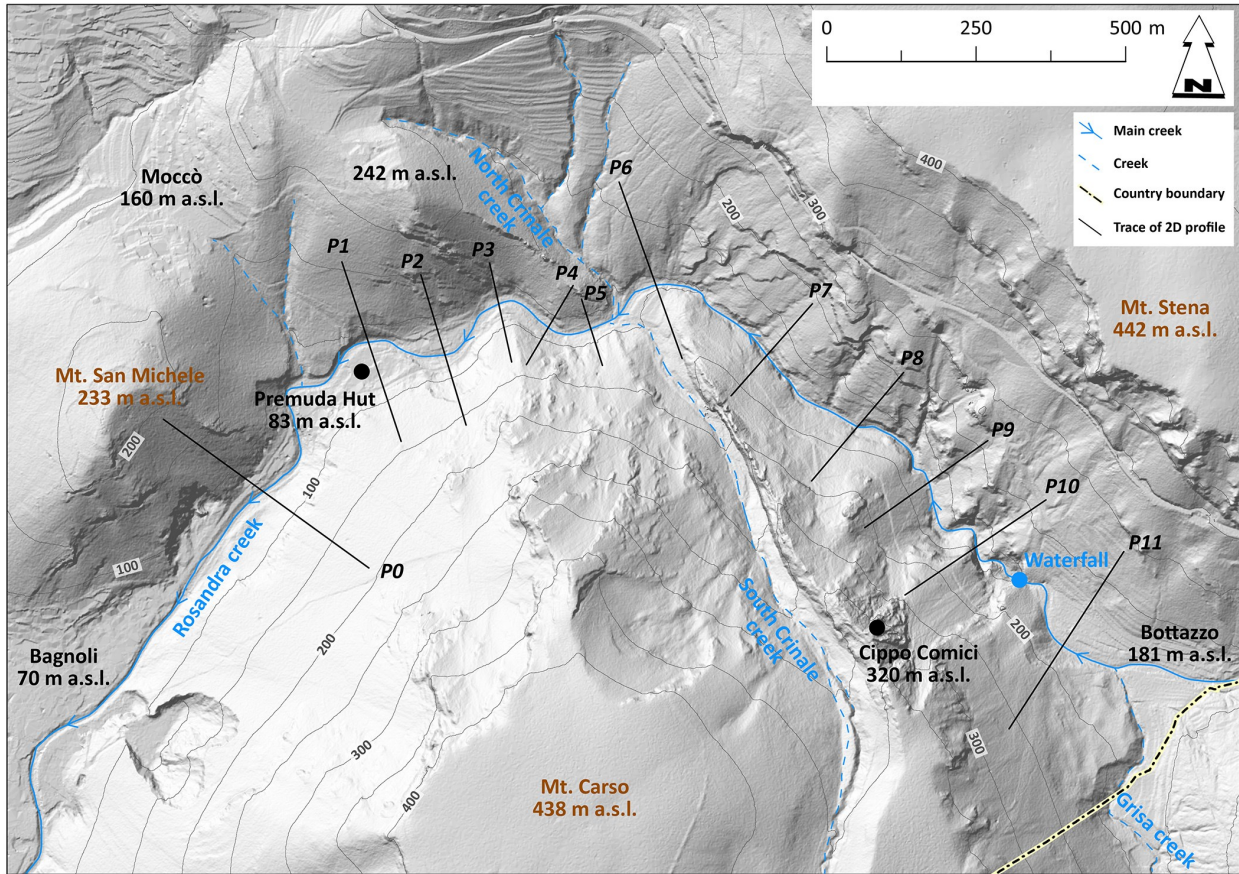 0
250
500 m
N
Main creek
Creek
Country boundary
Trace of 2D profile
400
Moccò
160 m a.s.l.
242 m a.s.l.
North Crinale
creek
P6
200
300
P1
P2
P3
P4
P5
P7
Mt. Stena
442 m a.s.l.
P8
Mt. San Michele
233 m a.s.l.
Premuda Hut
83 m a.s.l.
200
P9
100
P10
Rosandra creek
100
P0
P11
Waterfall
South Crinale
creek
200
200
Bagnoli
70 m a.s.l.
Cippo Comici
320 m a.s.l.
Bottazzo
181 m a.s.l.
300
300
Mt. Carso
438 m a.s.l.
400
Grisa creek